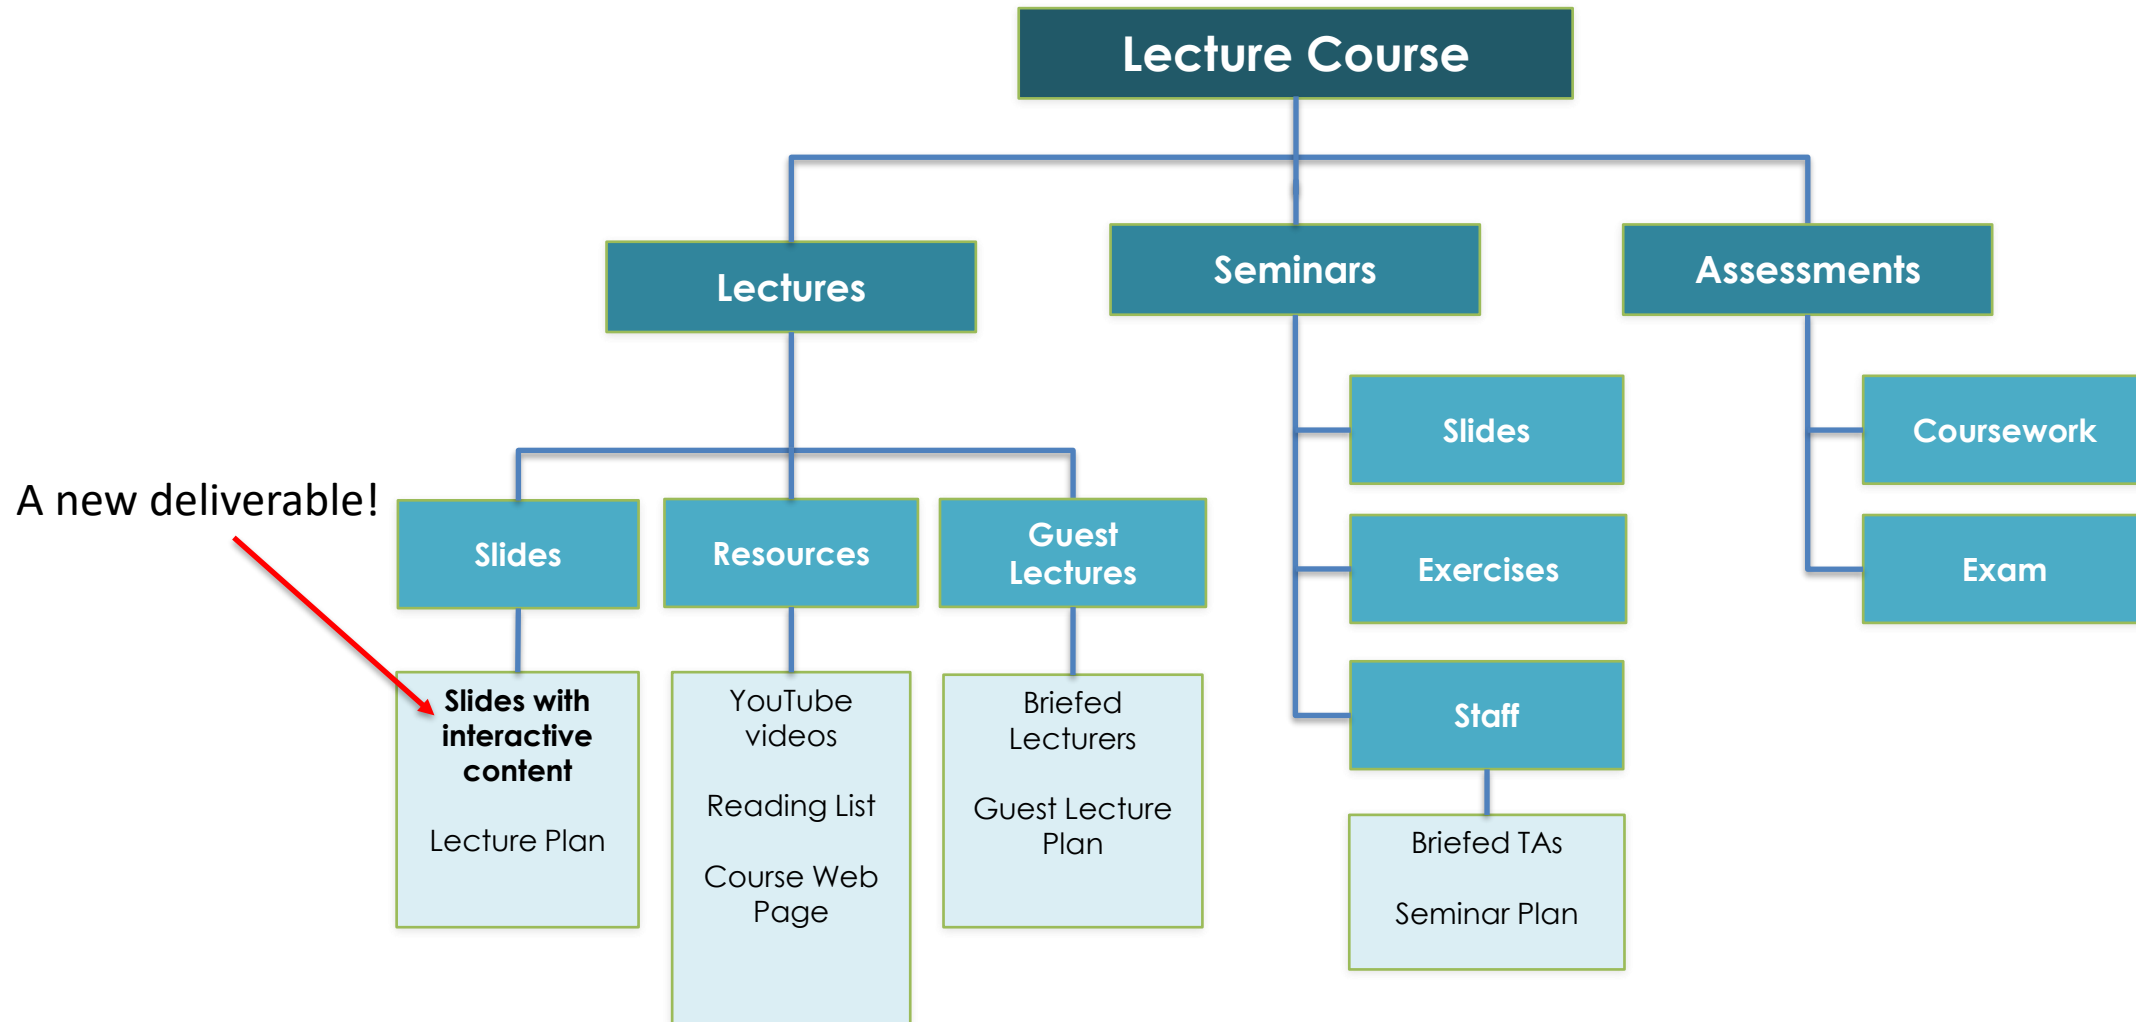 Lecture Course
Lectures
Seminars
Assessments
A new deliverable!
Slides
Resources
Guest
Lectures
Slides
Exercises
Staff
Coursework
Exam
Slides with
interactive
content
Lecture Plan
YouTube
videos
Reading List
Course Web
Page
Briefed
Lecturers
Guest Lecture
Plan
Briefed TAs
Seminar Plan